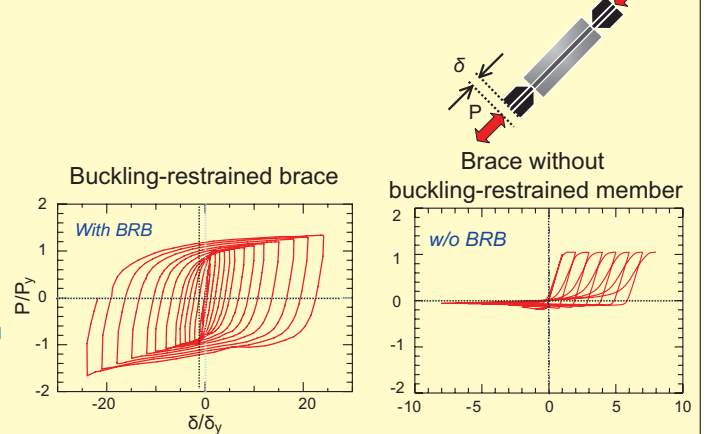 δ
P
Buckling-restrained brace
Brace without
buckling-restrained member
With BRB
2
1
0
-1
-2
P/Py
-20
0
20
δ/δy
w/o BRB
2
1
0
-1
-2
-10
-5
0
5
10